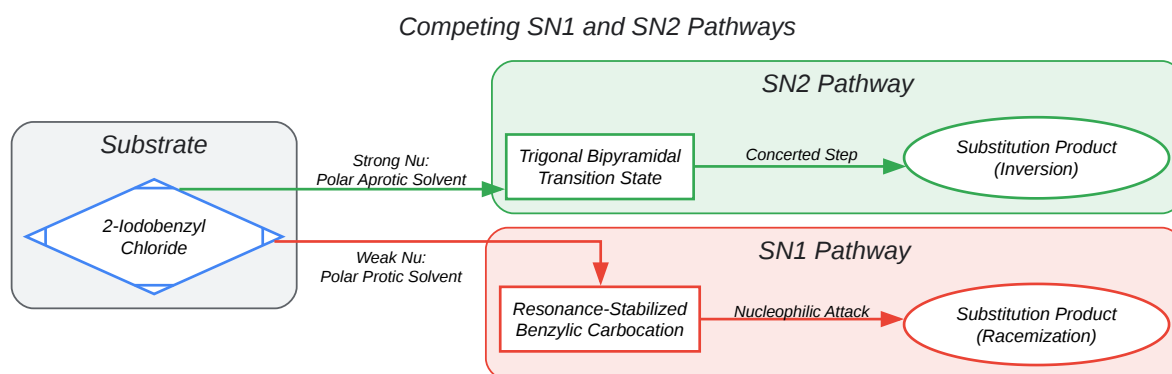 Competing SN1 and SN2 Pathways
Substrate
2-Iodobenzyl
Chloride
Strong Nu:
Polar Aprotic Solvent
Weak Nu:
Polar Protic Solvent
SN2 Pathway
Trigonal Bipyramidal
Transition State
Concerted Step
Substitution Product
(Inversion)
SN1 Pathway
Resonance-Stabilized
Benzylic Carbocation
Nucleophilic Attack
Substitution Product
(Racemization)